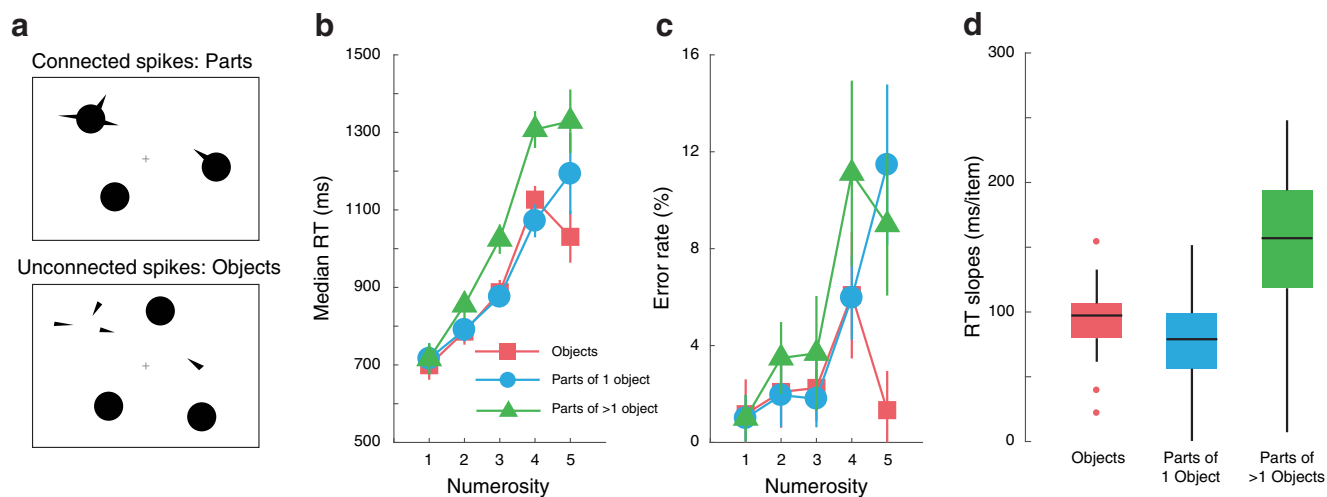 a
Connected spikes: Parts
Unconnected spikes: Objects
b
Median RT (ms)
1500
1300
1100
900
700
500
1 2 3 4 5
Numerosity
Objects
Parts of 1 object
Parts of >1 object
c
Error rate (%)
16
12
8
4
0
1 2 3 4 5
Numerosity
d
RT slopes (ms/item)
300
200
100
0
Objects
Parts of
1 Object
Parts of
>1 Objects